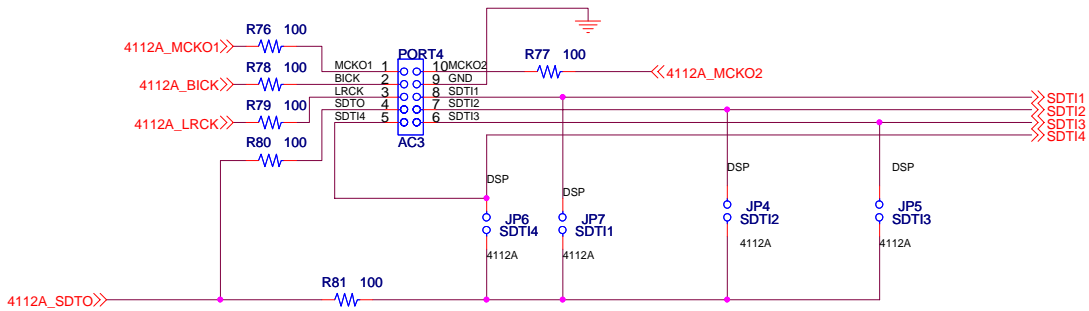 R76 100
4112A_MCKO1
PORT4
R77 100
MCKO1 1 10 MCKO2
4112A_MCKO2
R78 100
4112A_BICK
BICK 2 9 GND
LRCK 3 8 SDTI1
SDTI1
R79 100
SDTO 4 7 SDTI2
SDTI2
4112A_LRCK
SDTI4 5 6 SDTI3
SDTI3
SDTI4
R80 100
AC3
DSP
DSP
DSP
DSP
JP6
SDTI4
JP7
SDTI1
JP4
SDTI2
JP5
SDTI3
4112A
4112A
4112A
4112A
R81 100
4112A_SDTO